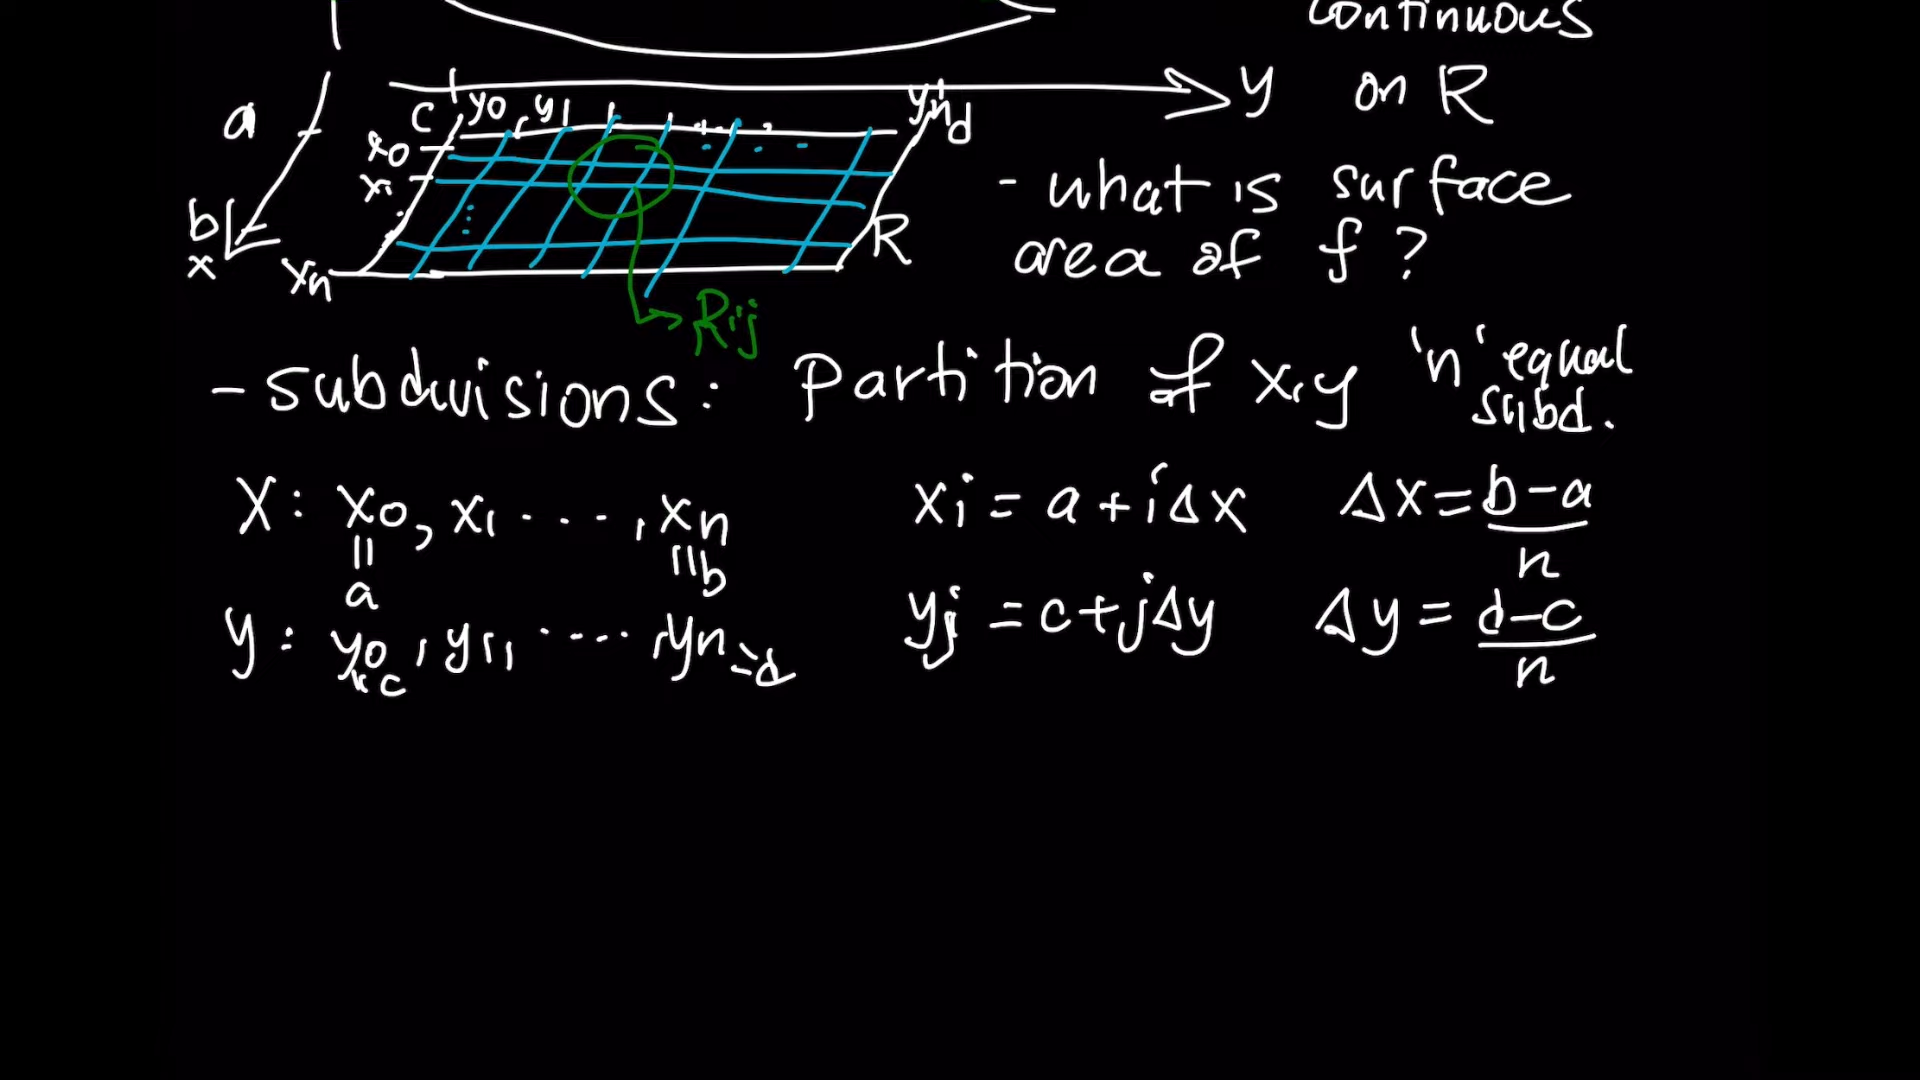 continuous
y on R
a c y0 y1 yn d
x0
x1
- what is surface
b R
area of f ?
x xn
Rij
- subdivisions : Partition of x,y 'n' equal
subd.
X : x0, x1 ...., xn xi = a + iΔx Δx = b-a
n
= a = b
y : y0, y1, ...., yn = d yj = c + jΔy Δy = d-c
n
= c